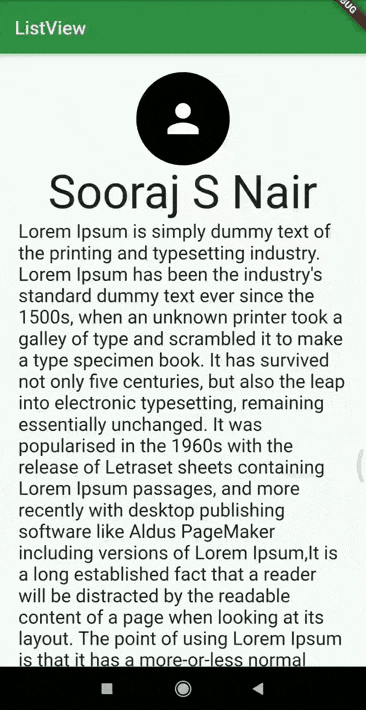 ListView
Sooraj S Nair
Lorem Ipsum is simply dummy text of
the printing and typesetting industry.
Lorem Ipsum has been the industry's
standard dummy text ever since the
1500s, when an unknown printer took a
galley of type and scrambled it to make
a type specimen book. It has survived
not only five centuries, but also the leap
into electronic typesetting, remaining
essentially unchanged. It was
popularised in the 1960s with the
release of Letraset sheets containing
Lorem Ipsum passages, and more
recently with desktop publishing
software like Aldus PageMaker
including versions of Lorem Ipsum,It is
a long established fact that a reader
will be distracted by the readable
content of a page when looking at its
layout. The point of using Lorem Ipsum
is that it has a more-or-less normal